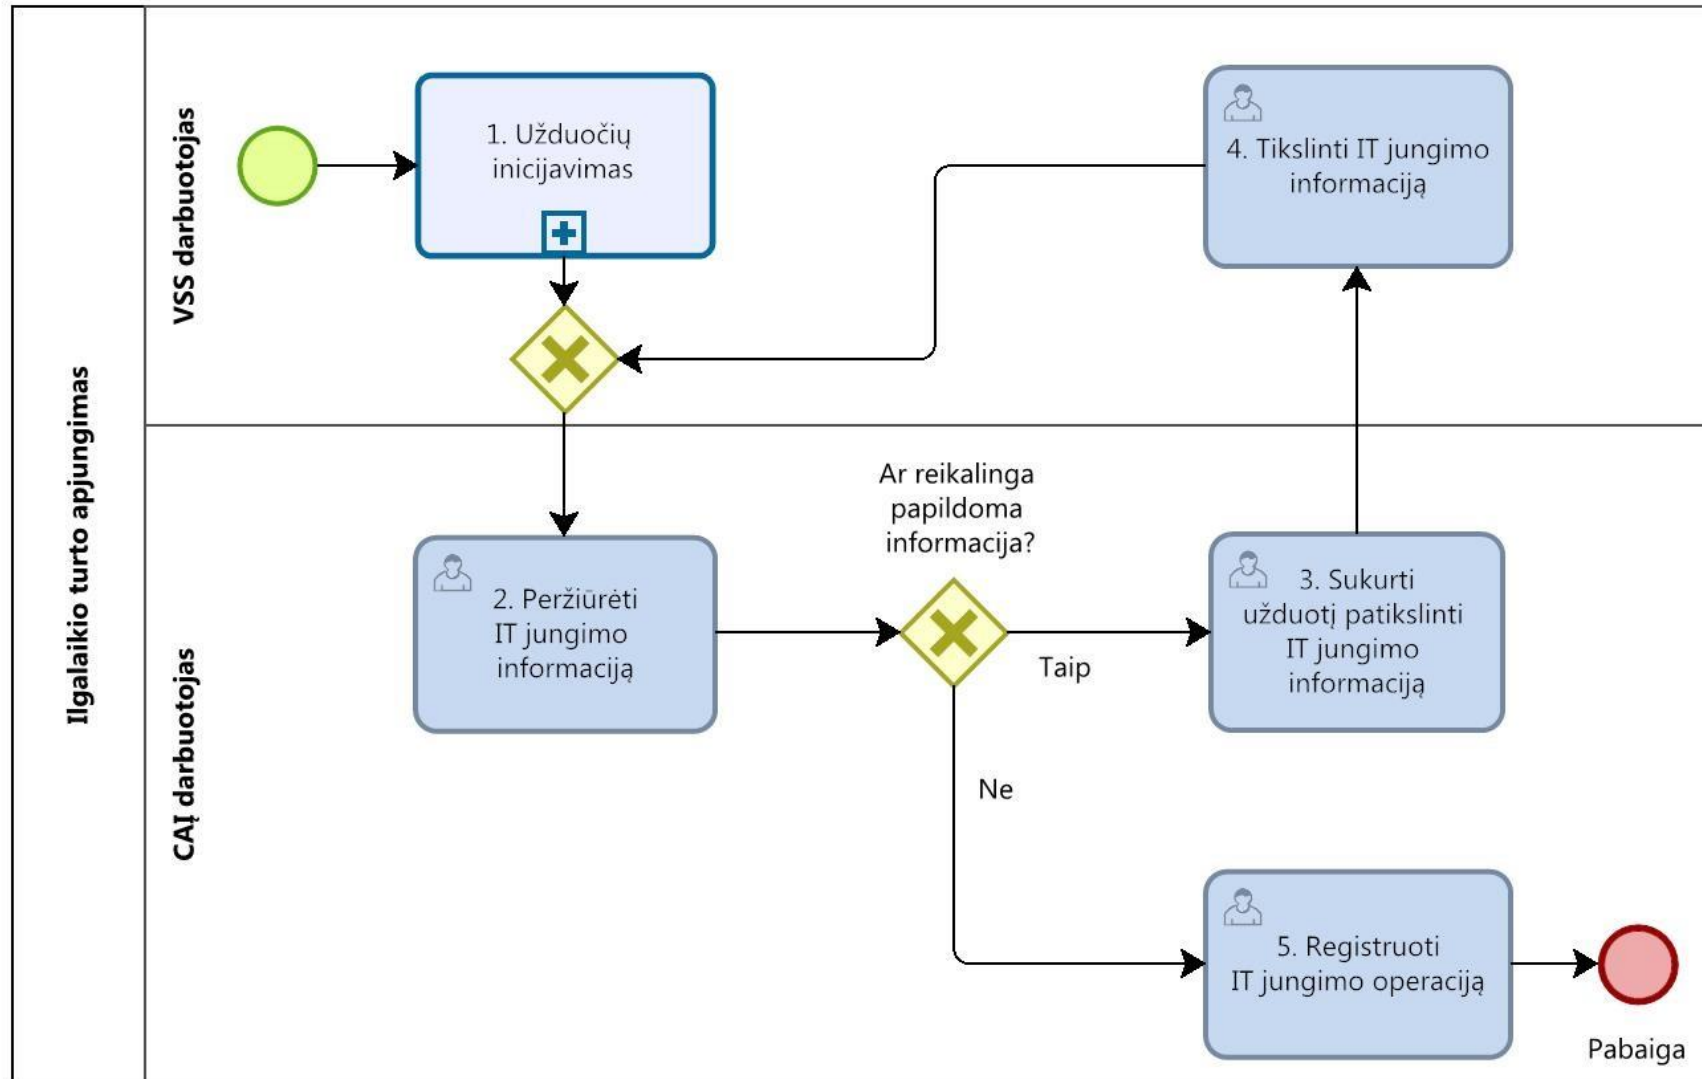 Ilgalaikio turto apjungimas
VSS darbuotojas
1. Užduočių
inicijavimas
4. Tikslinti IT jungimo
informaciją
CAĮ darbuotojas
2. Peržiūrėti
IT jungimo
informaciją
Ar reikalinga
papildoma
informacija?
Taip
Ne
3. Sukurti
užduotį patikslinti
IT jungimo
informaciją
5. Registruoti
IT jungimo operaciją
Pabaiga